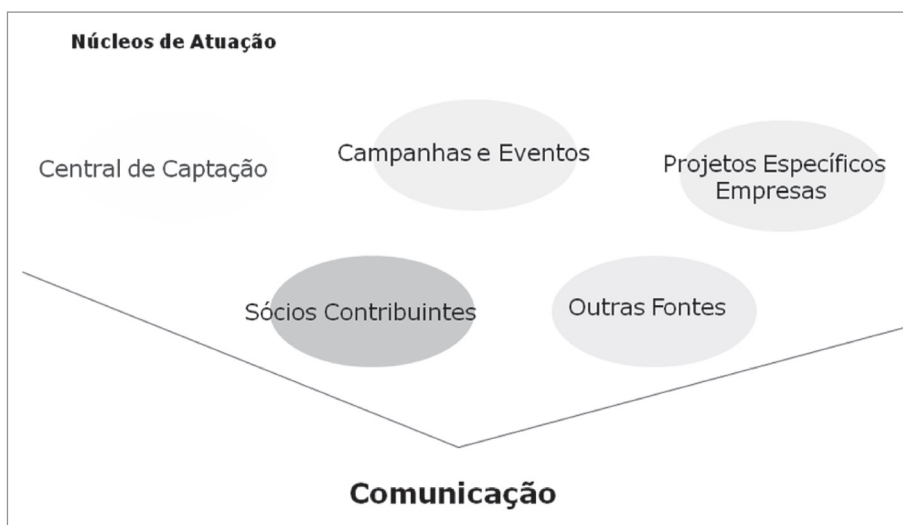 Núcleos de Atuação
Central de Captação
Campanhas e Eventos
Projetos Específicos
Empresas
Sócios Contribuintes
Outras Fontes
Comunicação